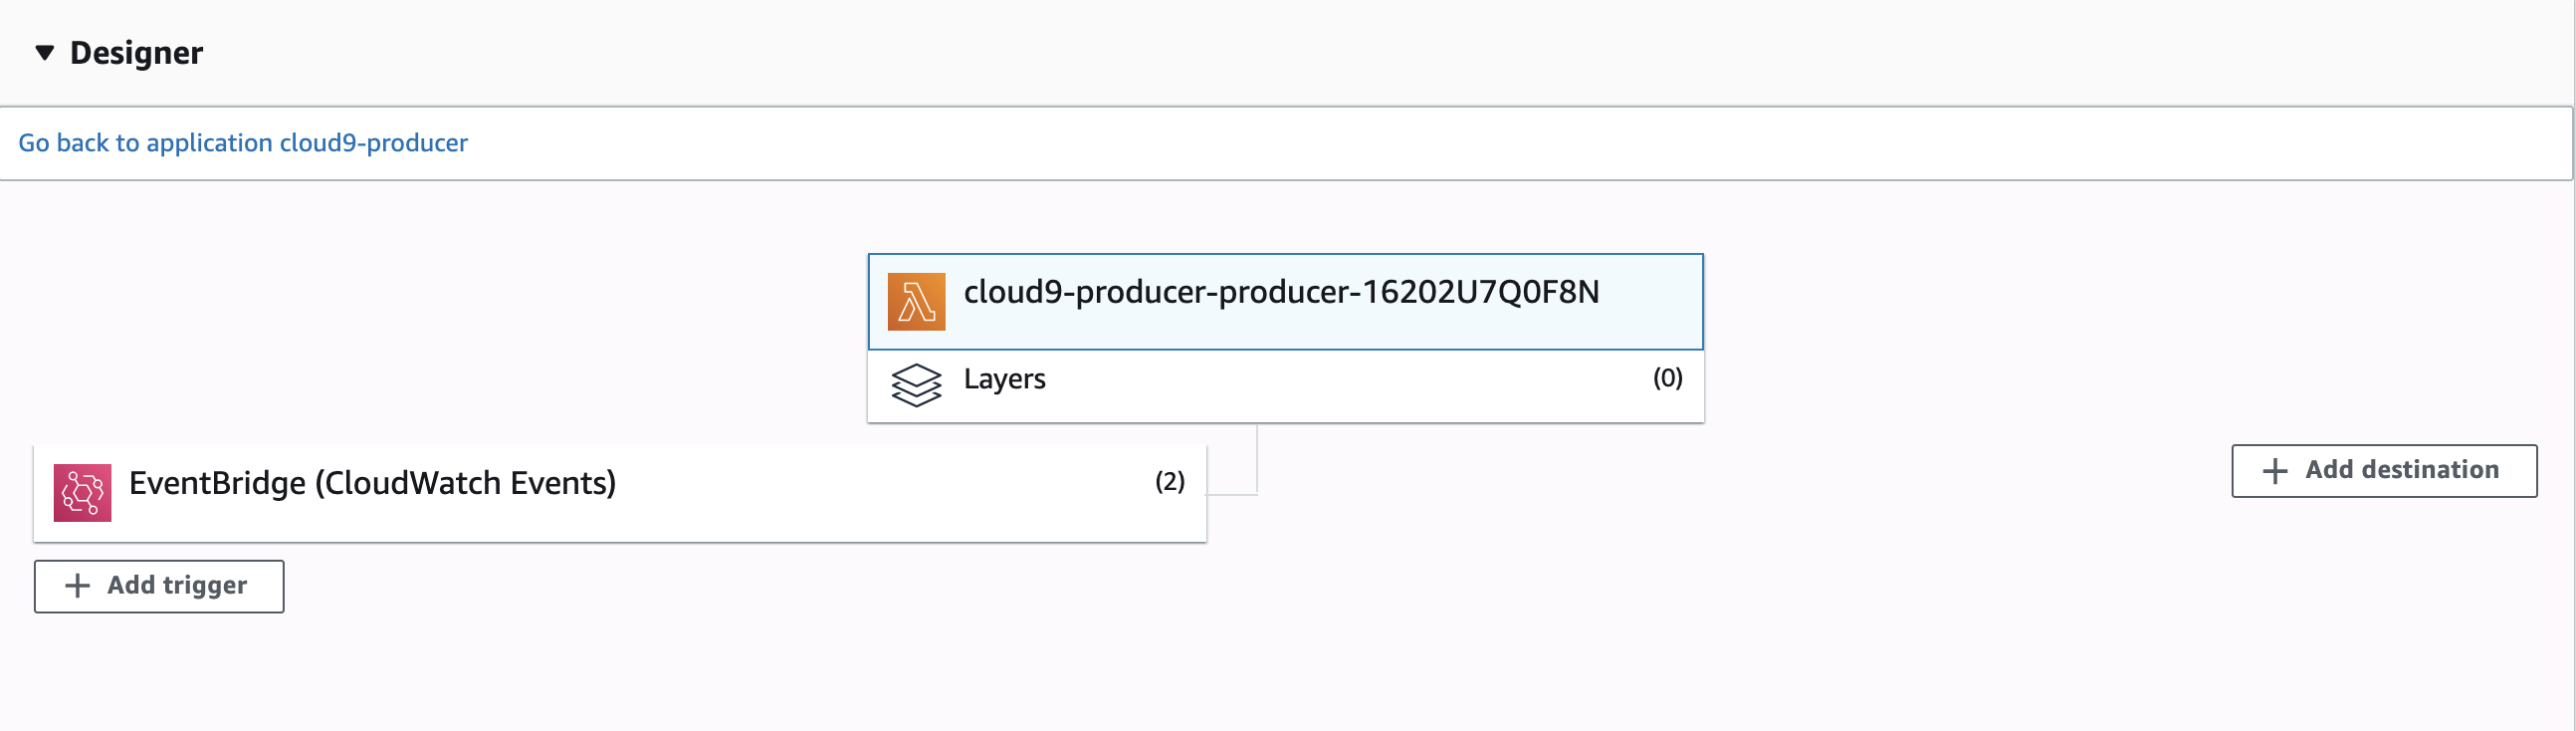 Designer
Go back to application cloud9-producer
cloud9-producer-producer-16202U7Q0F8N
Layers (0)
EventBridge (CloudWatch Events) (2)
Add destination
Add trigger